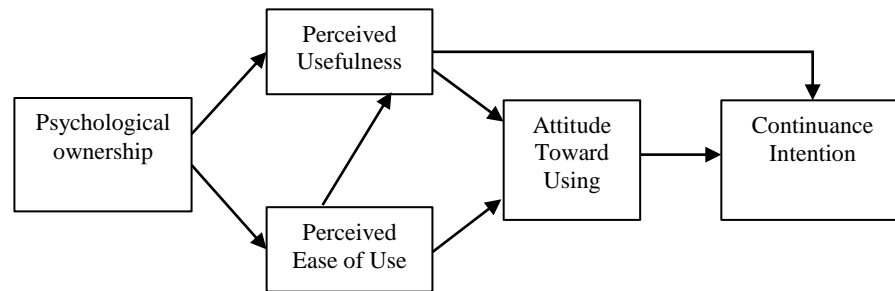 Perceived
Usefulness
Psychological
ownership
Attitude
Toward
Using
Continuance
Intention
Perceived
Ease of Use